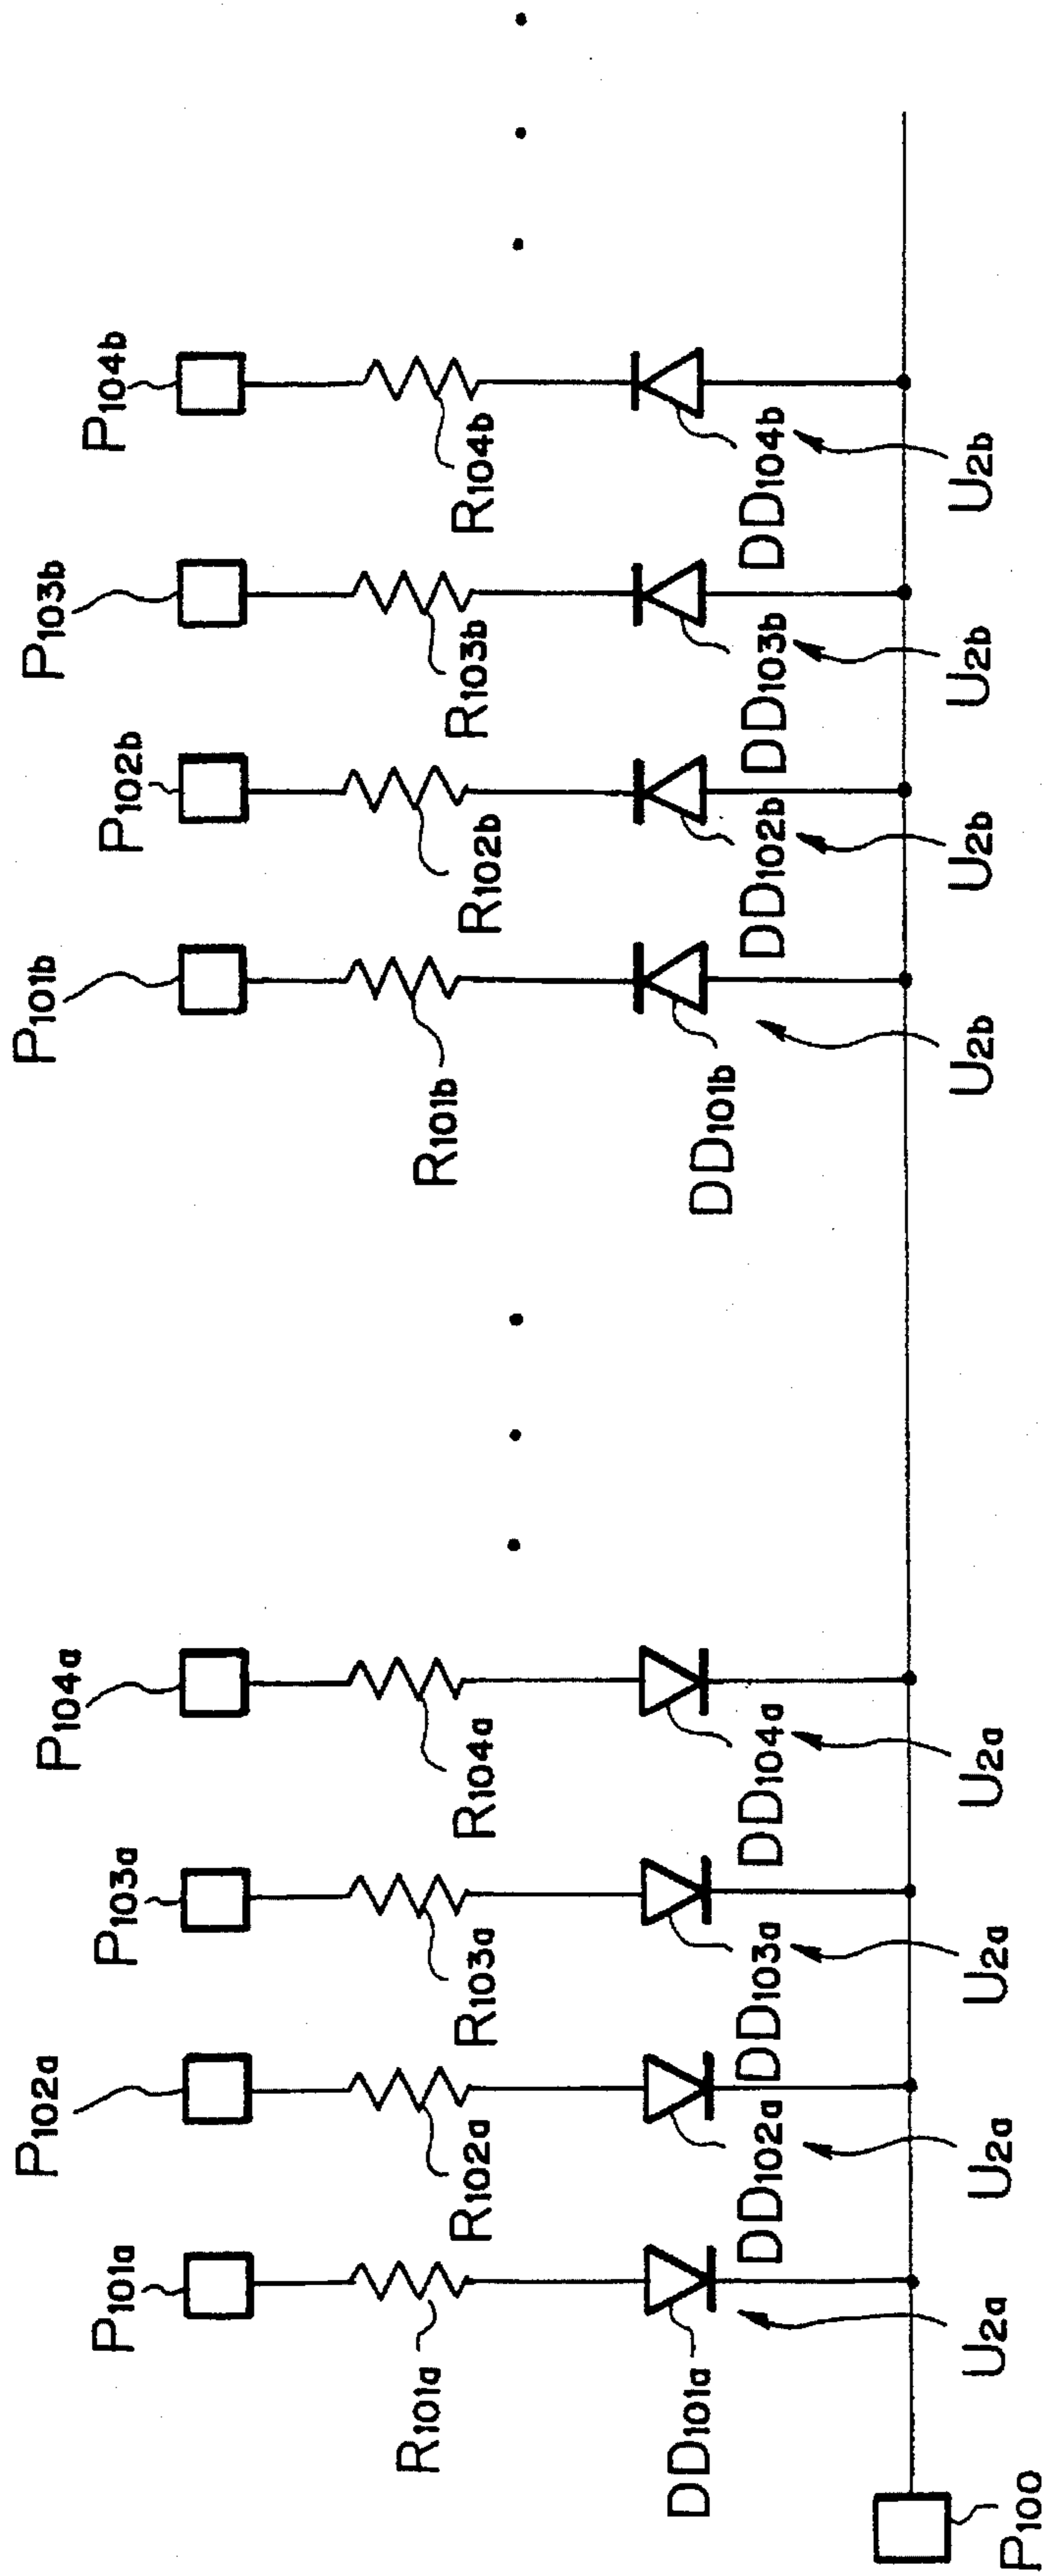 P101a P102a P103a P104a P101b P102b P103b P104b
R101a R102a R103a R104a R101b R102b R103b R104b
DD101a DD102a DD103a DD104a DD101b DD102b DD103b DD104b
U2a U2a U2a U2a U2b U2b U2b U2b
P100